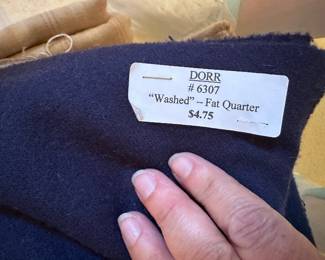 DORR
# 6307
"Washed" – Fat Quarter
$4.75